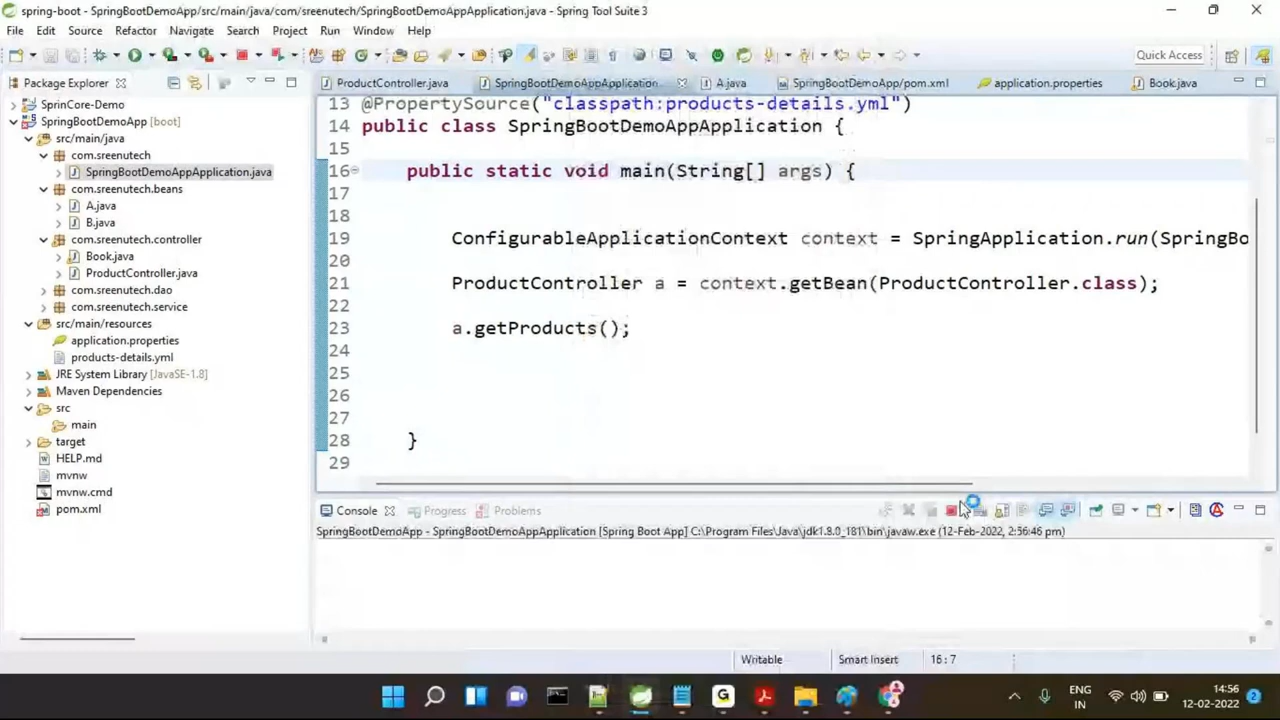 spring-boot - SpringBootDemoApp/src/main/java/com/sreenutech/SpringBootDemoAppApplication.java - Spring Tool Suite 3
File Edit Source Refactor Navigate Search Project Run Window Help
Quick Access
Package Explorer
ProductController.java
SpringBootDemoAppApplication.
A.java
SpringBootDemoApp/pom.xml
application.properties
Book.java
SprinCore-Demo
SpringBootDemoApp [boot]
src/main/java
com.sreenutech
SpringBootDemoAppApplication.java
com.sreenutech.beans
A.java
B.java
com.sreenutech.controller
Book.java
ProductController.java
com.sreenutech.dao
com.sreenutech.service
src/main/resources
application.properties
products-details.yml
JRE System Library [JavaSE-1.8]
Maven Dependencies
src
main
target
HELP.md
mvnw
mvnw.cmd
pom.xml
13 @PropertySource("classpath:products-details.yml")
14 public class SpringBootDemoAppApplication {
15
16 public static void main(String[] args) {
17
18
19 ConfigurableApplicationContext context = SpringApplication.run(SpringBo
20
21 ProductController a = context.getBean(ProductController.class);
22
23 a.getProducts();
24
25
26
27
28 }
29
Console Progress Problems
SpringBootDemoApp - SpringBootDemoAppApplication [Spring Boot App] C:\Program Files\Java\jdk1.8.0_181\bin\javaw.exe (12-Feb-2022, 2:56:46 pm)
Writable Smart Insert 16 : 7
ENG
IN
14:56
12-02-2022
2